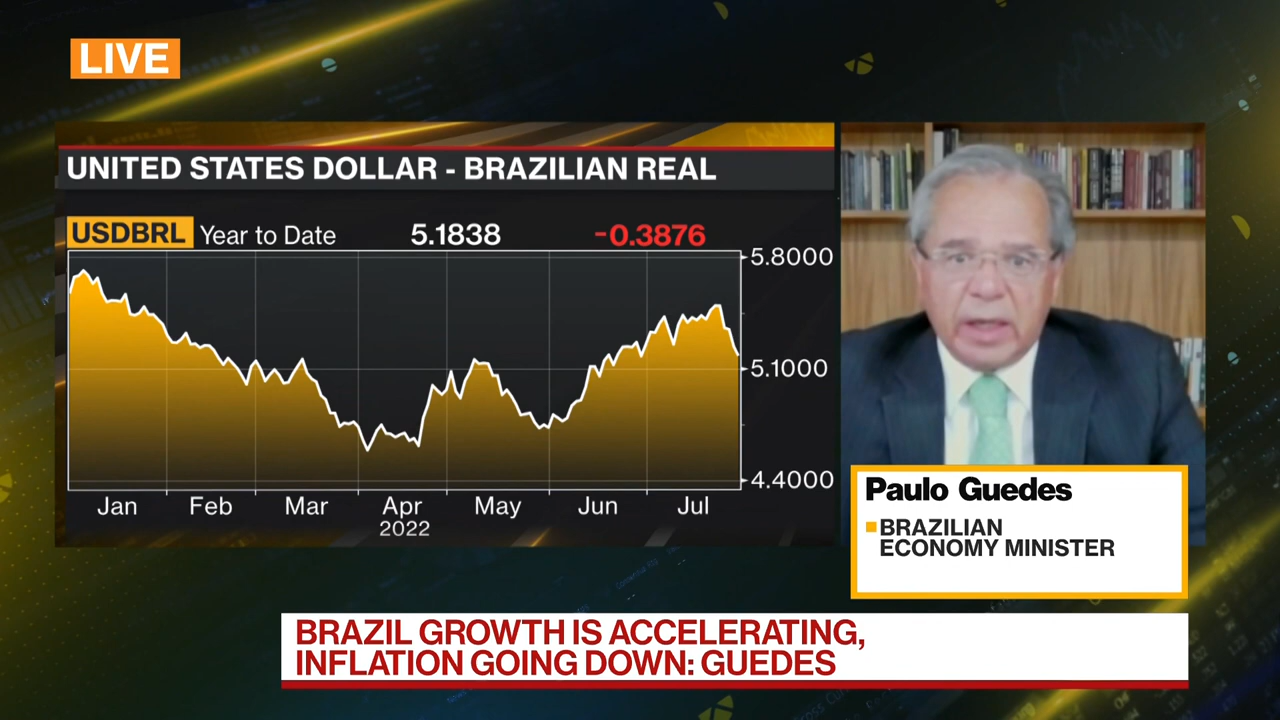 LIVE
UNITED STATES DOLLAR - BRAZILIAN REAL
USDBRL Year to Date 5.1838 -0.3876
5.8000
5.1000
4.4000
Jan Feb Mar Apr May Jun Jul
2022
Paulo Guedes
BRAZILIAN
ECONOMY MINISTER
BRAZIL GROWTH IS ACCELERATING,
INFLATION GOING DOWN: GUEDES